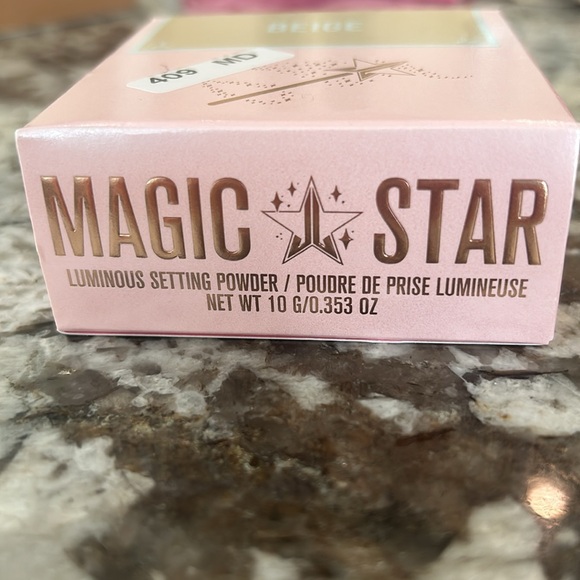 BEIGE
409 MD
MAGIC STAR
LUMINOUS SETTING POWDER / POUDRE DE PRISE LUMINEUSE
NET WT 10 G/0.353 OZ